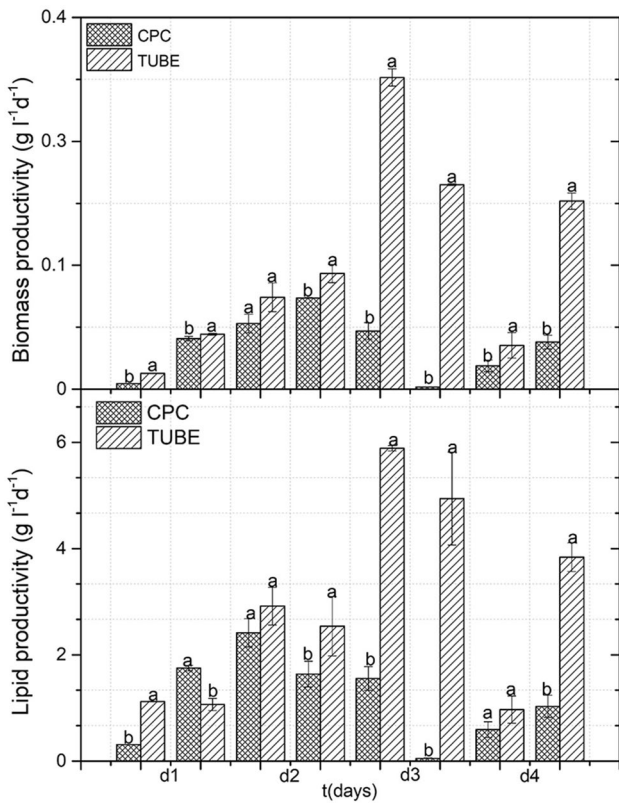 0.4
CPC
TUBE
a
0.3
a
a
Biomass productivity (g l⁻¹d⁻¹)
a
a
0.1
a
b
b
b
a
a
b
b
a
b
b
0
CPC
TUBE
6
a
a
Lipid productivity (g l⁻¹d⁻¹)
4
a
a
a
a
2
a
b
b
a
b
a
a
b
b
b
0
d1
d2
d3
d4
t(days)